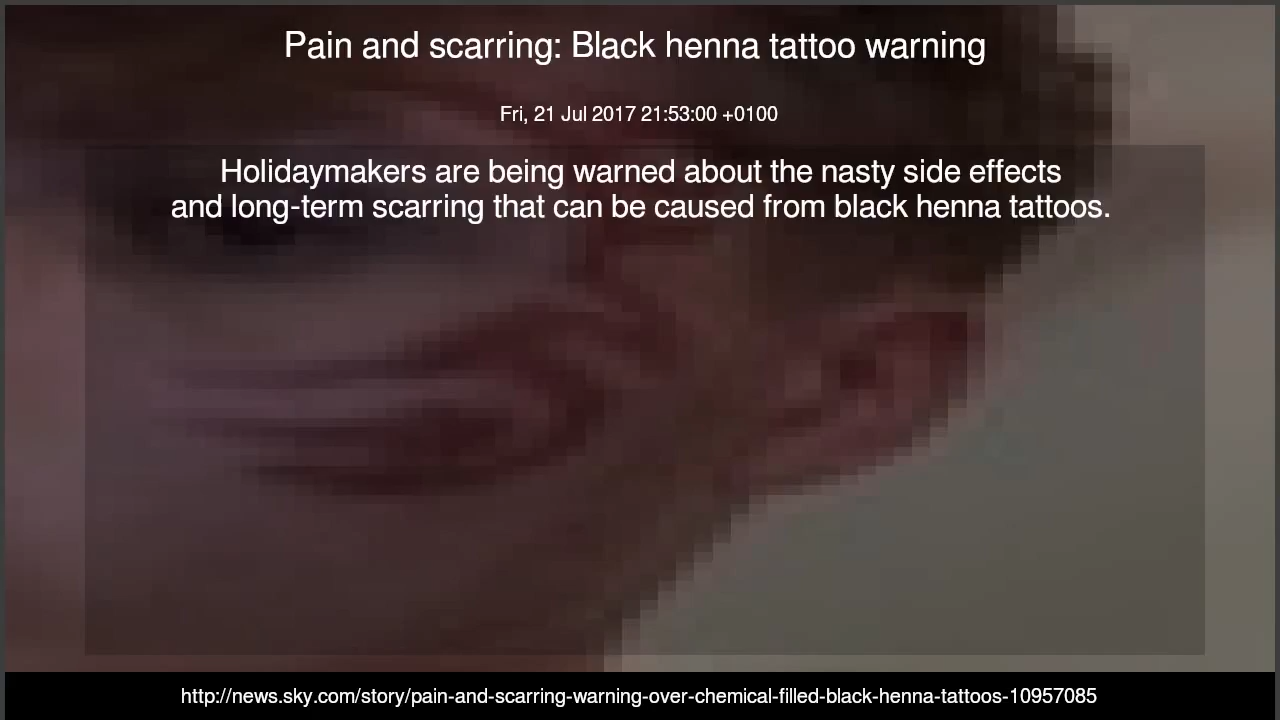 Pain and scarring: Black henna tattoo warning
Fri, 21 Jul 2017 21:53:00 +0100
Holidaymakers are being warned about the nasty side effects
and long-term scarring that can be caused from black henna tattoos.
http://news.sky.com/story/pain-and-scarring-warning-over-chemical-filled-black-henna-tattoos-10957085